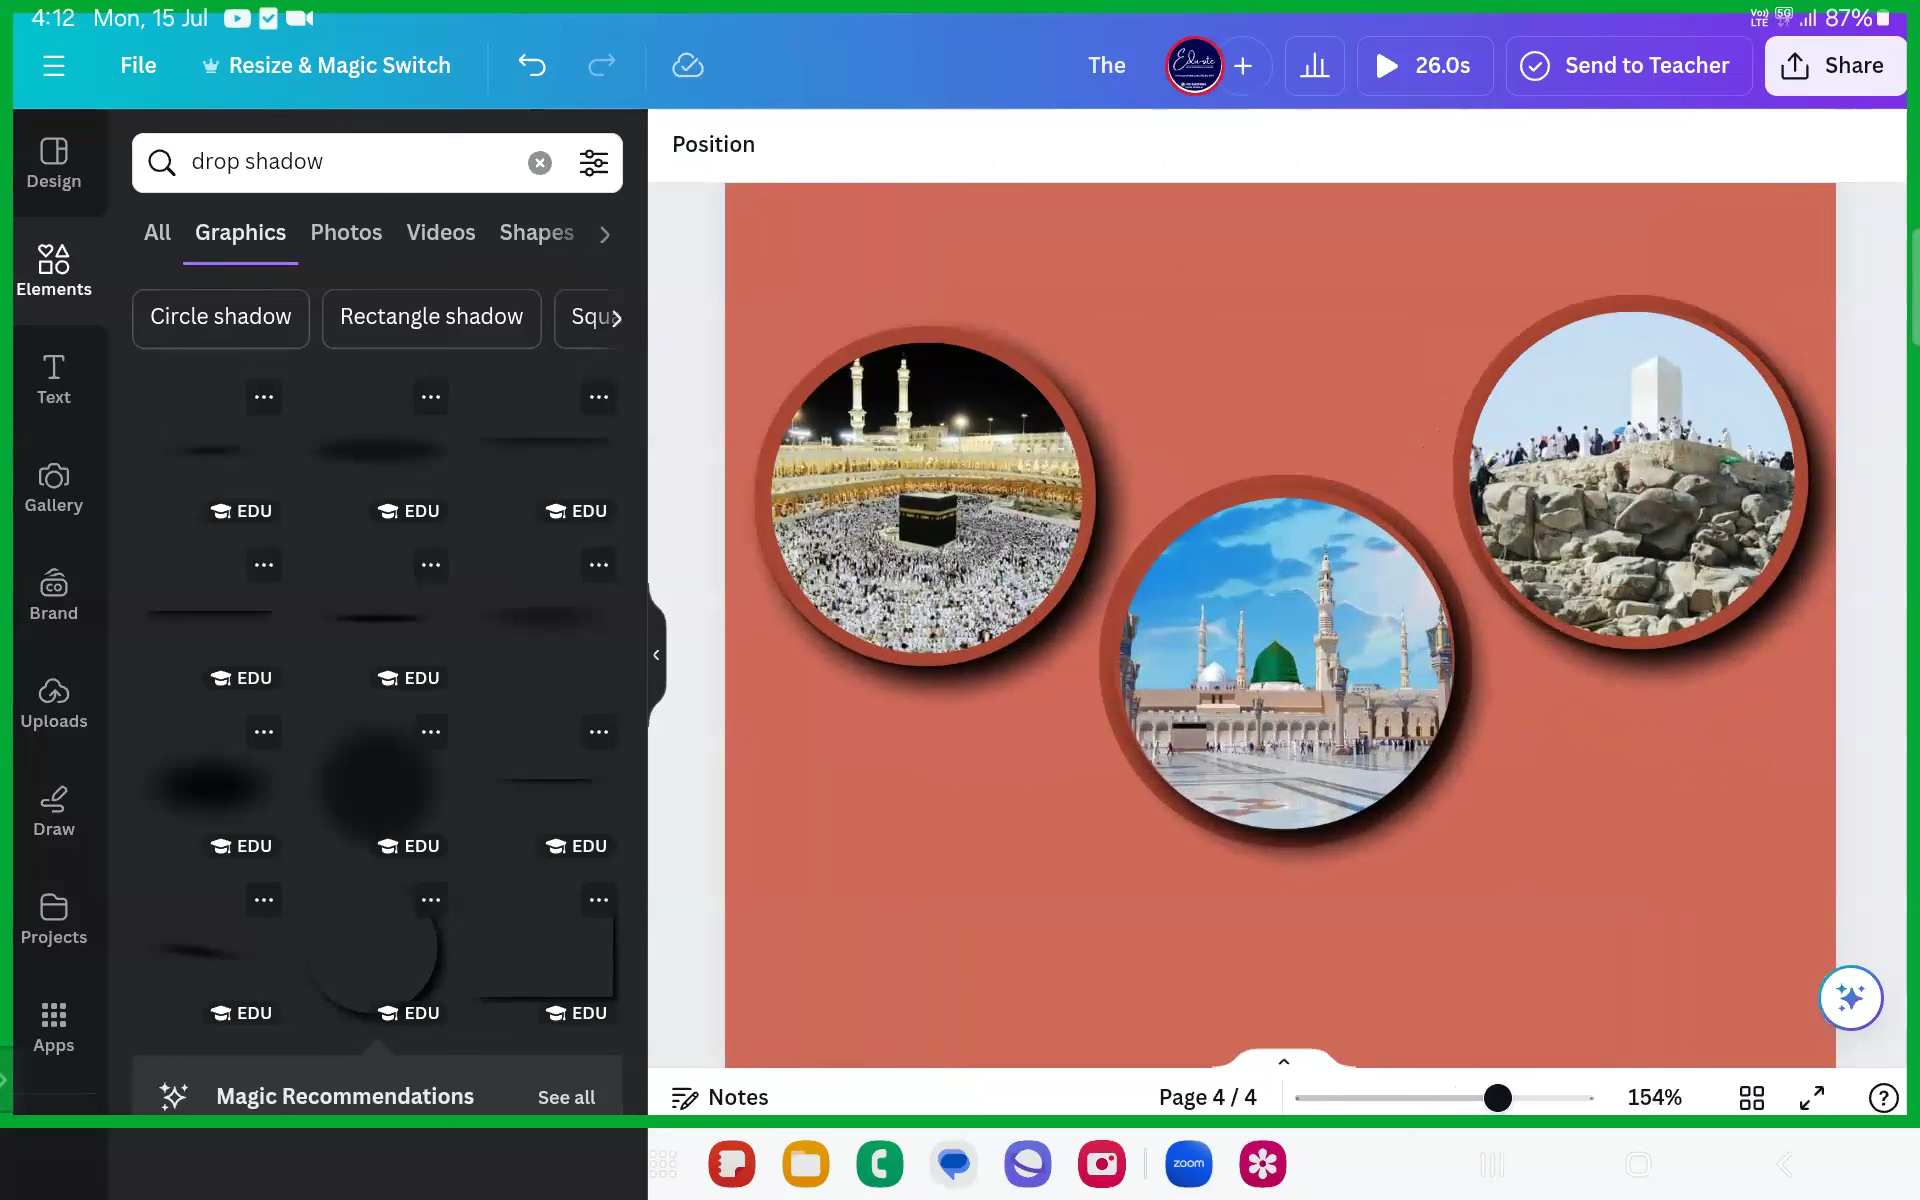 4:12 Mon, 15 Jul
Vo)) LTE 5G 87%
File
Resize & Magic Switch
The
26.0s
Send to Teacher
Share
Design
Elements
Text
Gallery
Brand
Uploads
Draw
Projects
Apps
drop shadow
All Graphics Photos Videos Shapes
Circle shadow Rectangle shadow Squ
EDU EDU EDU
EDU EDU
EDU EDU EDU
EDU EDU EDU
Magic Recommendations See all
Position
Notes
Page 4 / 4
154%
zoom